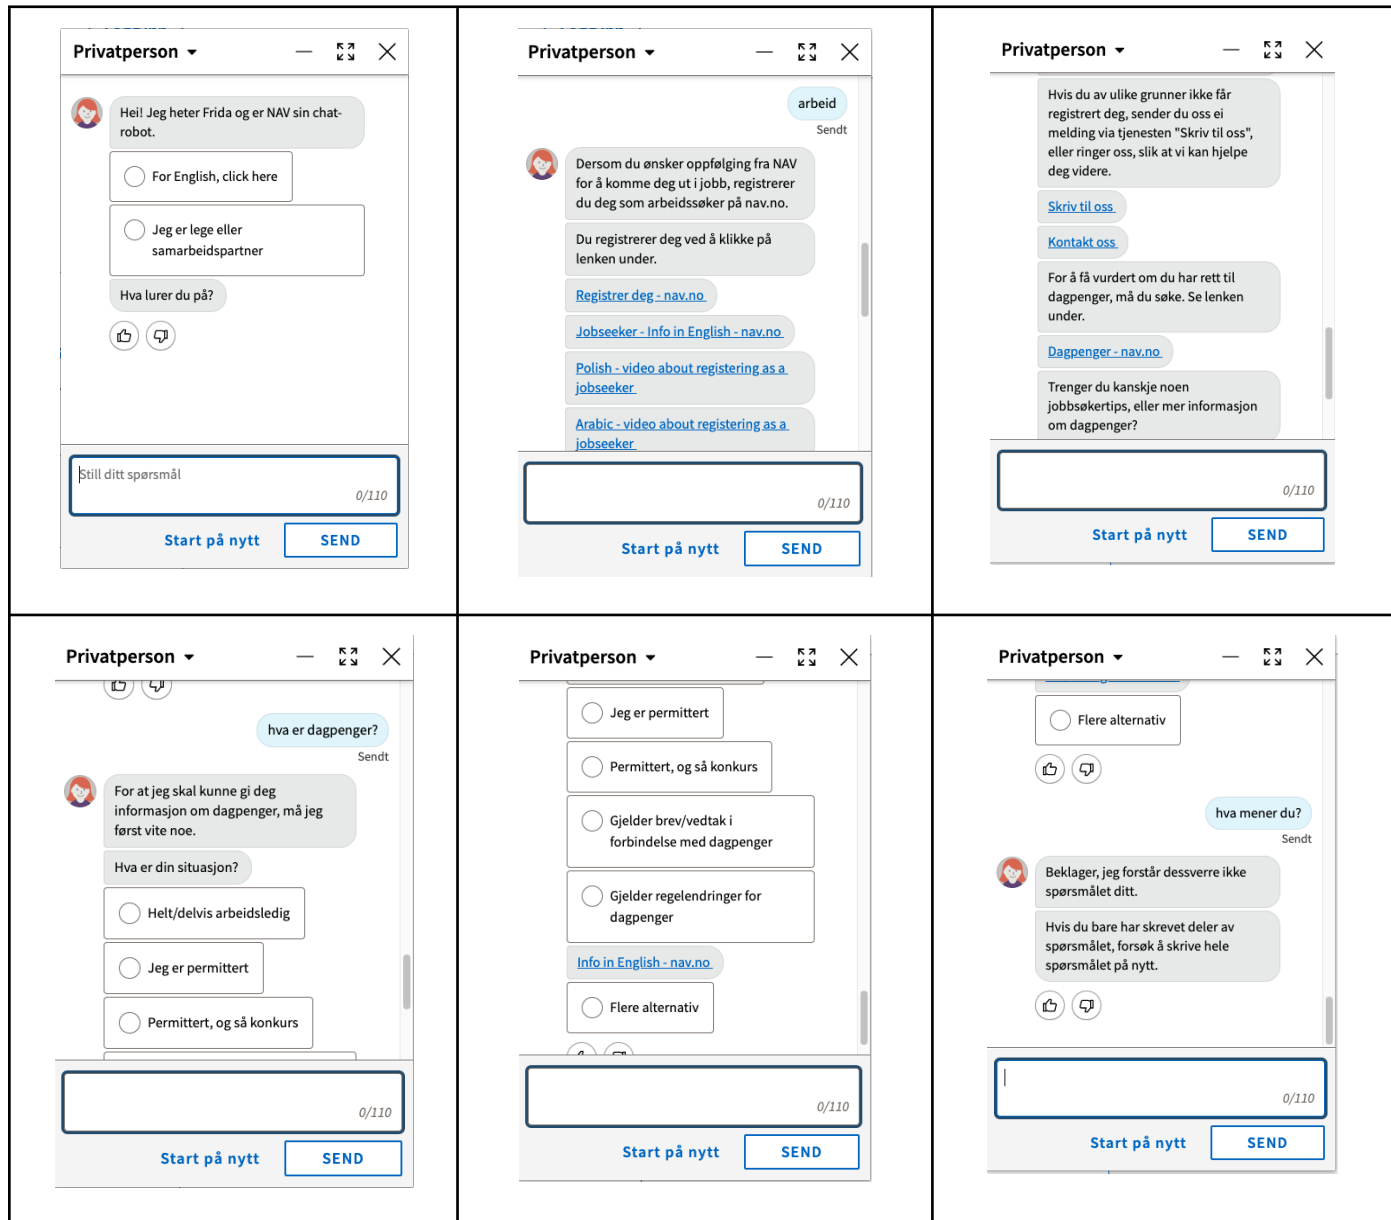 Privatperson
Hei! Jeg heter Frida og er NAV sin chat-
robot.
For English, click here
Jeg er lege eller
samarbeidspartner
Hva lurer du på?
Still ditt spørsmål
0/110
Start på nytt
SEND
Privatperson
arbeid
Sendt
Dersom du ønsker oppfølging fra NAV
for å komme deg ut i jobb, registrerer
du deg som arbeidssøker på nav.no.
Du registrerer deg ved å klikke på
lenken under.
Registrer deg - nav.no
Jobseeker - Info in English - nav.no
Polish - video about registering as a
jobseeker
Arabic - video about registering as a
jobseeker
0/110
Start på nytt
SEND
Privatperson
Hvis du av ulike grunner ikke får
registrert deg, sender du oss ei
melding via tjenesten "Skriv til oss",
eller ringer oss, slik at vi kan hjelpe
deg videre.
Skriv til oss
Kontakt oss
For å få vurdert om du har rett til
dagpenger, må du søke. Se lenken
under.
Dagpenger - nav.no
Trenger du kanskje noen
jobbsøkertips, eller mer informasjon
om dagpenger?
0/110
Start på nytt
SEND
Privatperson
hva er dagpenger?
Sendt
For at jeg skal kunne gi deg
informasjon om dagpenger, må jeg
først vite noe.
Hva er din situasjon?
Helt/delvis arbeidsledig
Jeg er permittert
Permittert, og så konkurs
0/110
Start på nytt
SEND
Privatperson
Jeg er permittert
Permittert, og så konkurs
Gjelder brev/vedtak i
forbindelse med dagpenger
Gjelder regelendringer for
dagpenger
Info in English - nav.no
Flere alternativ
0/110
Start på nytt
SEND
Privatperson
Flere alternativ
hva mener du?
Sendt
Beklager, jeg forstår dessverre ikke
spørsmålet ditt.
Hvis du bare har skrevet deler av
spørsmålet, forsøk å skrive hele
spørsmålet på nytt.
0/110
Start på nytt
SEND